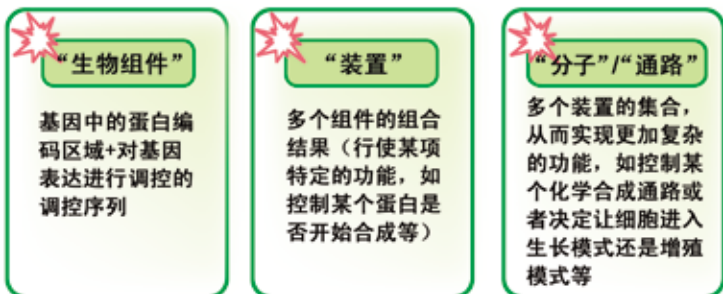 “生物组件”
基因中的蛋白编
码区域+对基因
表达进行调控的
调控序列
“装置”
多个组件的组合
结果（行使某项
特定的功能，如
控制某个蛋白是
否开始合成等）
“分子”/“通路”
多个装置的集合，
从而实现更加复杂
的功能，如控制某
个化学合成通路或
者决定让细胞进入
生长模式还是增殖
模式等